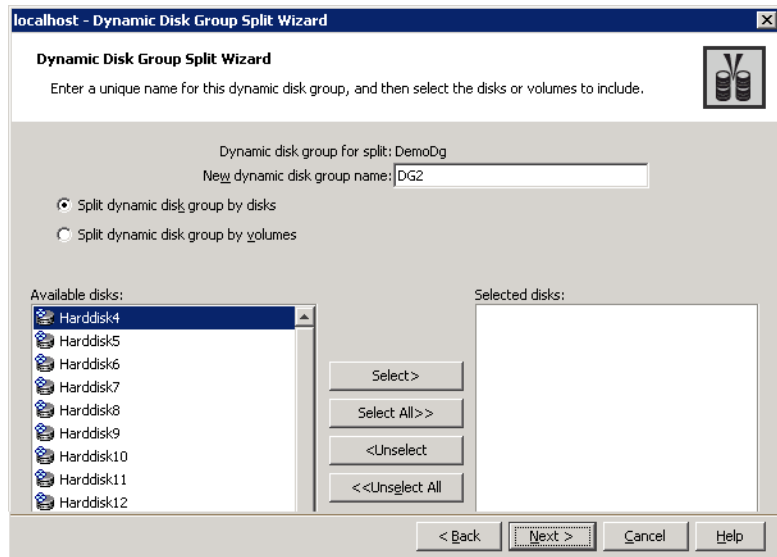 localhost - Dynamic Disk Group Split Wizard
Dynamic Disk Group Split Wizard
Enter a unique name for this dynamic disk group, and then select the disks or volumes to include.
Dynamic disk group for split: DemoDg
New dynamic disk group name: DG2
Split dynamic disk group by disks
Split dynamic disk group by volumes
Available disks:
Harddisk4
Harddisk5
Harddisk6
Harddisk7
Harddisk8
Harddisk9
Harddisk10
Harddisk11
Harddisk12
Select>
Select All>>
<Unselect
<<Unselect All
Selected disks:
< Back
Next >
Cancel
Help